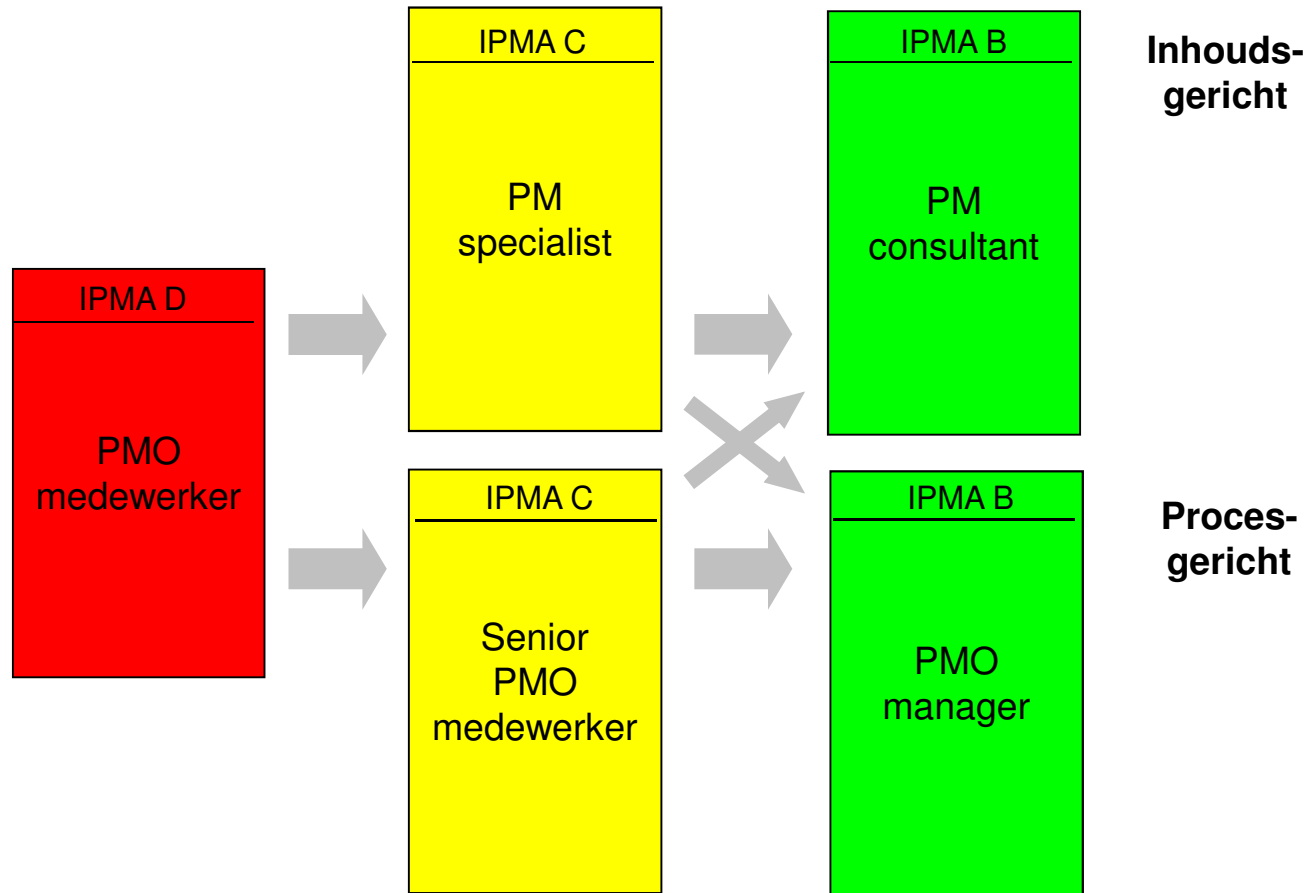 IPMA C
PM
specialist
IPMA B
PM
consultant
Inhouds-
gericht
IPMA D
PMO
medewerker
IPMA C
Senior
PMO
medewerker
IPMA B
PMO
manager
Proces-
gericht